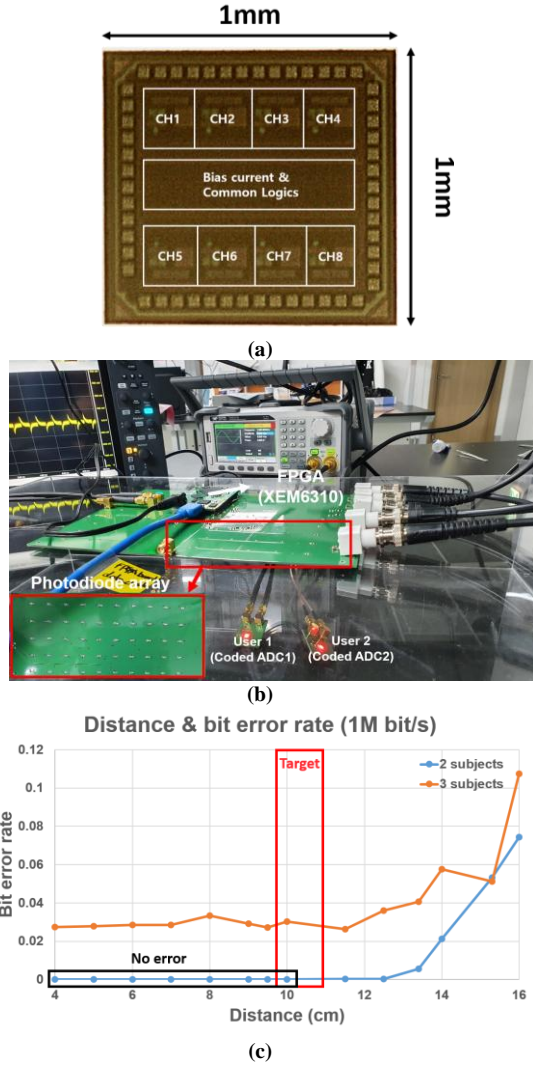 1mm
1mm
CH1 CH2 CH3 CH4
Bias current &
Common Logics
CH5 CH6 CH7 CH8
(a)
FPGA
(XEM6310)
Photodiode array
User 1
(Coded ADC1)
User 2
(Coded ADC2)
(b)
Distance & bit error rate (1M bit/s)
Bit error rate
0.12
0.1
0.08
0.06
0.04
0.02
0
Target
2 subjects
3 subjects
No error
4 6 8 10 12 14 16
Distance (cm)
(c)